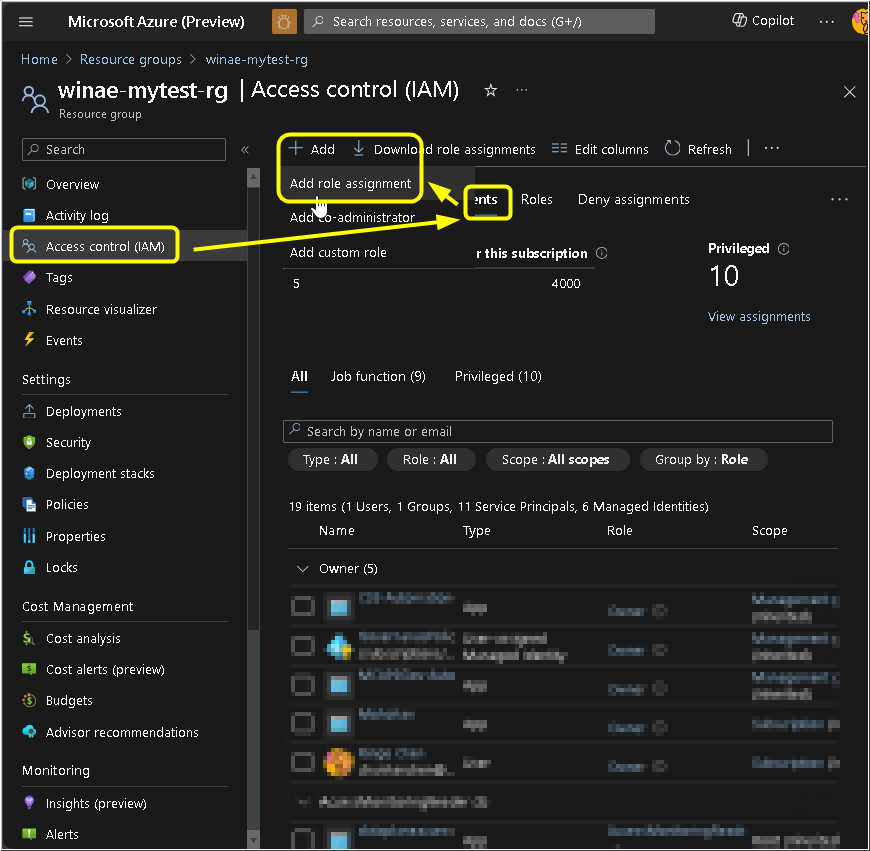 Microsoft Azure (Preview)
Search resources, services, and docs (G+/)
Copilot
Home > Resource groups > winae-mytest-rg
winae-mytest-rg | Access control (IAM)
Resource group
Search
Add
Download role assignments
Edit columns
Refresh
Add role assignment
Add co-administrator
Add custom role
ents
Roles
Deny assignments
r this subscription
5
4000
Privileged
10
View assignments
Overview
Activity log
Access control (IAM)
Tags
Resource visualizer
Events
Settings
Deployments
Security
Deployment stacks
Policies
Properties
Locks
Cost Management
Cost analysis
Cost alerts (preview)
Budgets
Advisor recommendations
Monitoring
Insights (preview)
Alerts
All
Job function (9)
Privileged (10)
Search by name or email
Type : All
Role : All
Scope : All scopes
Group by : Role
19 items (1 Users, 1 Groups, 11 Service Principals, 6 Managed Identities)
Name
Type
Role
Scope
Owner (5)